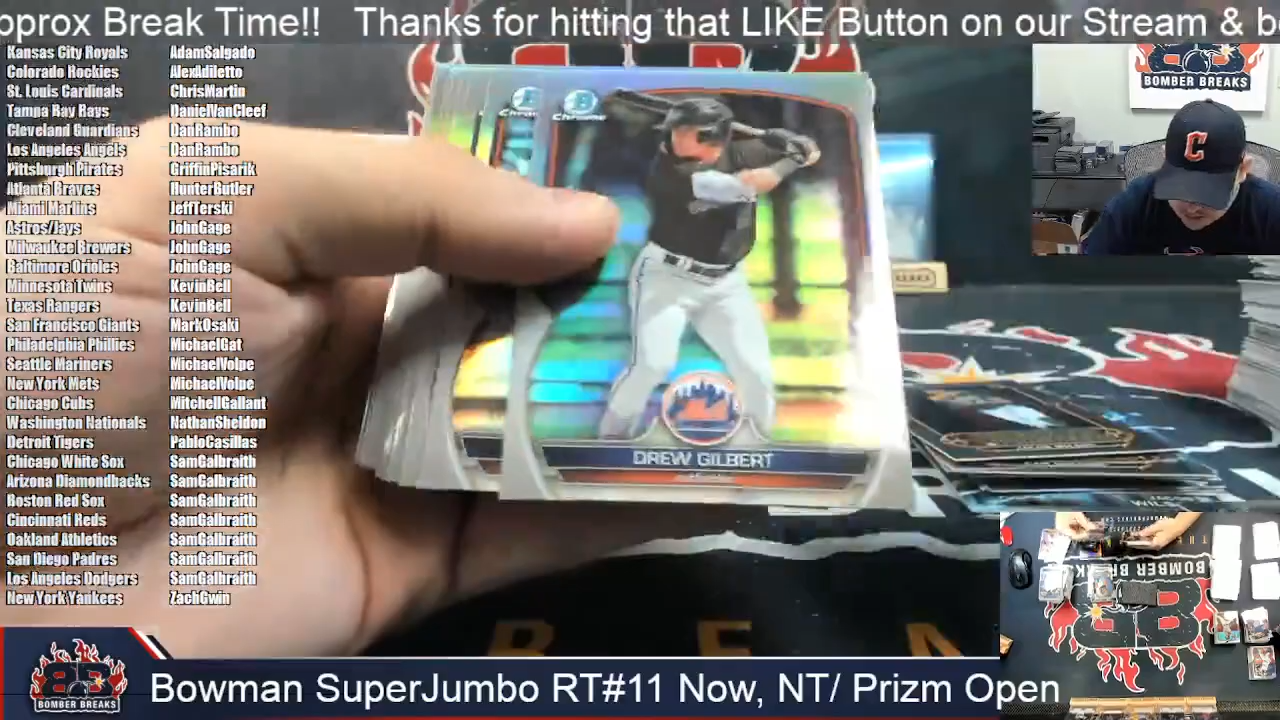 pprox Break Time!! Thanks for hitting that LIKE Button on our Stream & b
Kansas City Royals AdamSalgado
Colorado Rockies AlexAdiletto
St. Louis Cardinals ChrisMartin
Tampa Bay Rays DanielVanCleef
Cleveland Guardians DanRambo
Los Angeles Angels DanRambo
Pittsburgh Pirates GriffinPisarik
Atlanta Braves HunterButler
Miami Marlins JeffTerski
Astros/Jays JohnGage
Milwaukee Brewers JohnGage
Baltimore Orioles JohnGage
Minnesota Twins KevinBell
Texas Rangers KevinBell
San Francisco Giants MarkOsaki
Philadelphia Phillies MichaelGat
Seattle Mariners MichaelVolpe
New York Mets MichaelVolpe
Chicago Cubs MitchellGallant
Washington Nationals NathanSheldon
Detroit Tigers PabloCasillas
Chicago White Sox SamGalbraith
Arizona Diamondbacks SamGalbraith
Boston Red Sox SamGalbraith
Cincinnati Reds SamGalbraith
Oakland Athletics SamGalbraith
San Diego Padres SamGalbraith
Los Angeles Dodgers SamGalbraith
New York Yankees ZachGwin
Chrome
DREW GILBERT
BOMBER BREAKS
C
BOMBER BREAKS
Bowman SuperJumbo RT#11 Now, NT/ Prizm Open